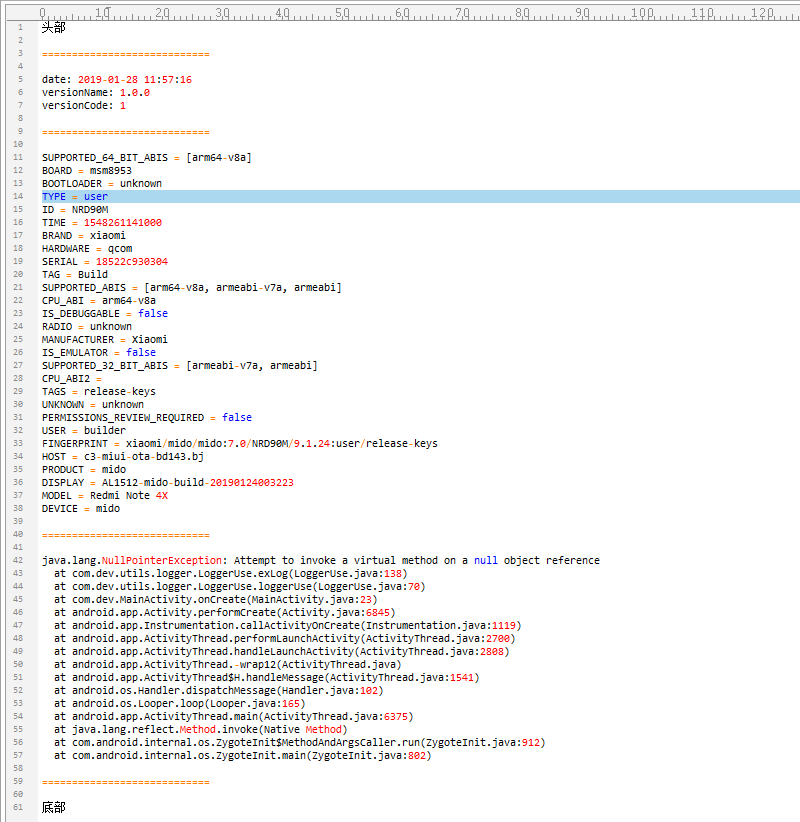 0 10 20 30 40 50 60 70 80 90 100 110 120
1 头部
2
3 ============================
4
5 date: 2019-01-28 11:57:16
6 versionName: 1.0.0
7 versionCode: 1
8
9 ============================
10
11 SUPPORTED_64_BIT_ABIS = [arm64-v8a]
12 BOARD = msm8953
13 BOOTLOADER = unknown
14 TYPE = user
15 ID = NRD90M
16 TIME = 1548261141000
17 BRAND = xiaomi
18 HARDWARE = qcom
19 SERIAL = 18522c930304
20 TAG = Build
21 SUPPORTED_ABIS = [arm64-v8a, armeabi-v7a, armeabi]
22 CPU_ABI = arm64-v8a
23 IS_DEBUGGABLE = false
24 RADIO = unknown
25 MANUFACTURER = Xiaomi
26 IS_EMULATOR = false
27 SUPPORTED_32_BIT_ABIS = [armeabi-v7a, armeabi]
28 CPU_ABI2 =
29 TAGS = release-keys
30 UNKNOWN = unknown
31 PERMISSIONS_REVIEW_REQUIRED = false
32 USER = builder
33 FINGERPRINT = xiaomi/mido/mido:7.0/NRD90M/9.1.24:user/release-keys
34 HOST = c3-miui-ota-bd143.bj
35 PRODUCT = mido
36 DISPLAY = AL1512-mido-build-20190124003223
37 MODEL = Redmi Note 4X
38 DEVICE = mido
39
40 ============================
41
42 java.lang.NullPointerException: Attempt to invoke a virtual method on a null object reference
43 at com.dev.utils.logger.LoggerUse.exLog(LoggerUse.java:138)
44 at com.dev.utils.logger.LoggerUse.loggerUse(LoggerUse.java:70)
45 at com.dev.MainActivity.onCreate(MainActivity.java:23)
46 at android.app.Activity.performCreate(Activity.java:6845)
47 at android.app.Instrumentation.callActivityOnCreate(Instrumentation.java:1119)
48 at android.app.ActivityThread.performLaunchActivity(ActivityThread.java:2700)
49 at android.app.ActivityThread.handleLaunchActivity(ActivityThread.java:2808)
50 at android.app.ActivityThread.-wrap12(ActivityThread.java)
51 at android.app.ActivityThread$H.handleMessage(ActivityThread.java:1541)
52 at android.os.Handler.dispatchMessage(Handler.java:102)
53 at android.os.Looper.loop(Looper.java:165)
54 at android.app.ActivityThread.main(ActivityThread.java:6375)
55 at java.lang.reflect.Method.invoke(Native Method)
56 at com.android.internal.os.ZygoteInit$MethodAndArgsCaller.run(ZygoteInit.java:912)
57 at com.android.internal.os.ZygoteInit.main(ZygoteInit.java:802)
58
59 ============================
60
61 底部